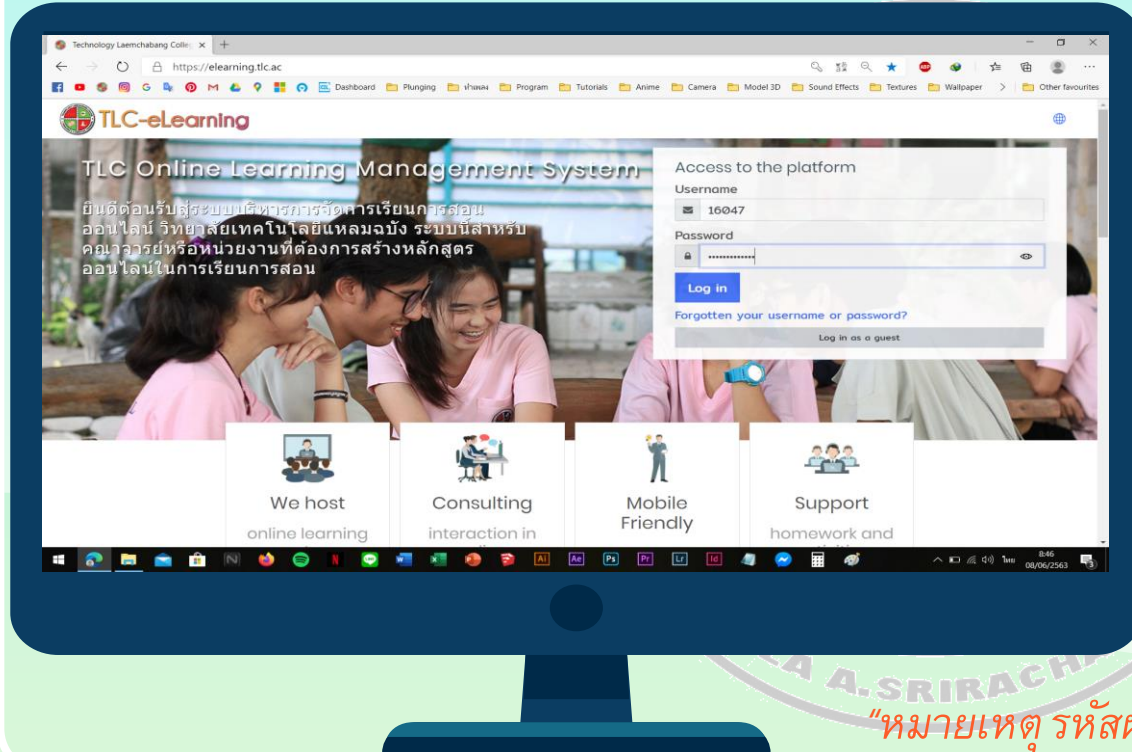 Technology Laemchabang Colle
https://elearning.tlc.ac
Dashboard Plunging Program Tutorials Anime Camera Model 3D Sound Effects Textures Wallpaper Other favourites
TLC-eLearning
TLC Online Learning Management System
ยินดีต้อนรับสู่ระบบบริหารการจัดการเรียนการสอน
ออนไลน์ วิทยาลัยเทคโนโลยีแหลมฉบัง ระบบนี้สำหรับ
คณาจารย์หรือหน่วยงานที่ต้องการสร้างหลักสูตร
ออนไลน์ในการเรียนการสอน
Access to the platform
Username
16047
Password
Log in
Forgotten your username or password?
Log in as a guest
We host
online learning
Consulting
interaction in
Mobile
Friendly
Support
homework and
Ai Ae Ps Pr Lr Id
ไทย
8:46
08/06/2563
A.SRIRACHA
"หมายเหตุ รหัส